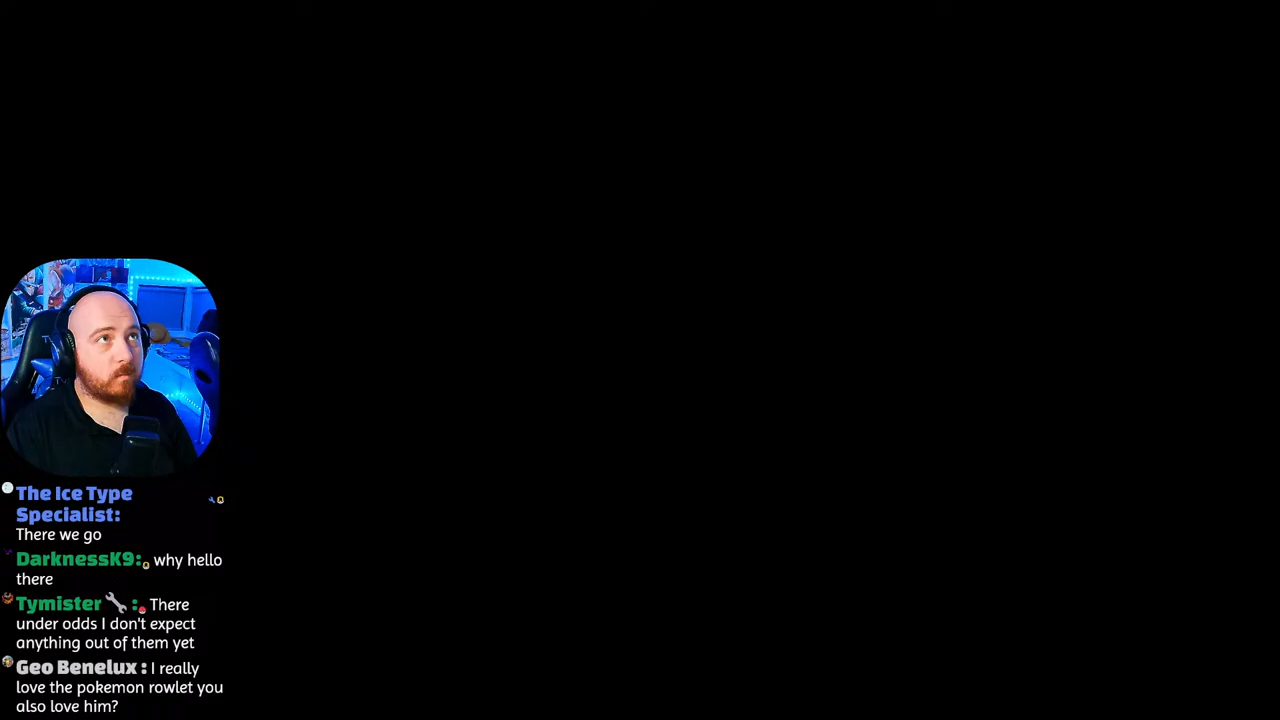 The Ice Type
Specialist:
There we go
DarknessK9: why hello
there
Tymister : There
under odds I don't expect
anything out of them yet
Geo Benelux : I really
love the pokemon rowlet you
also love him?